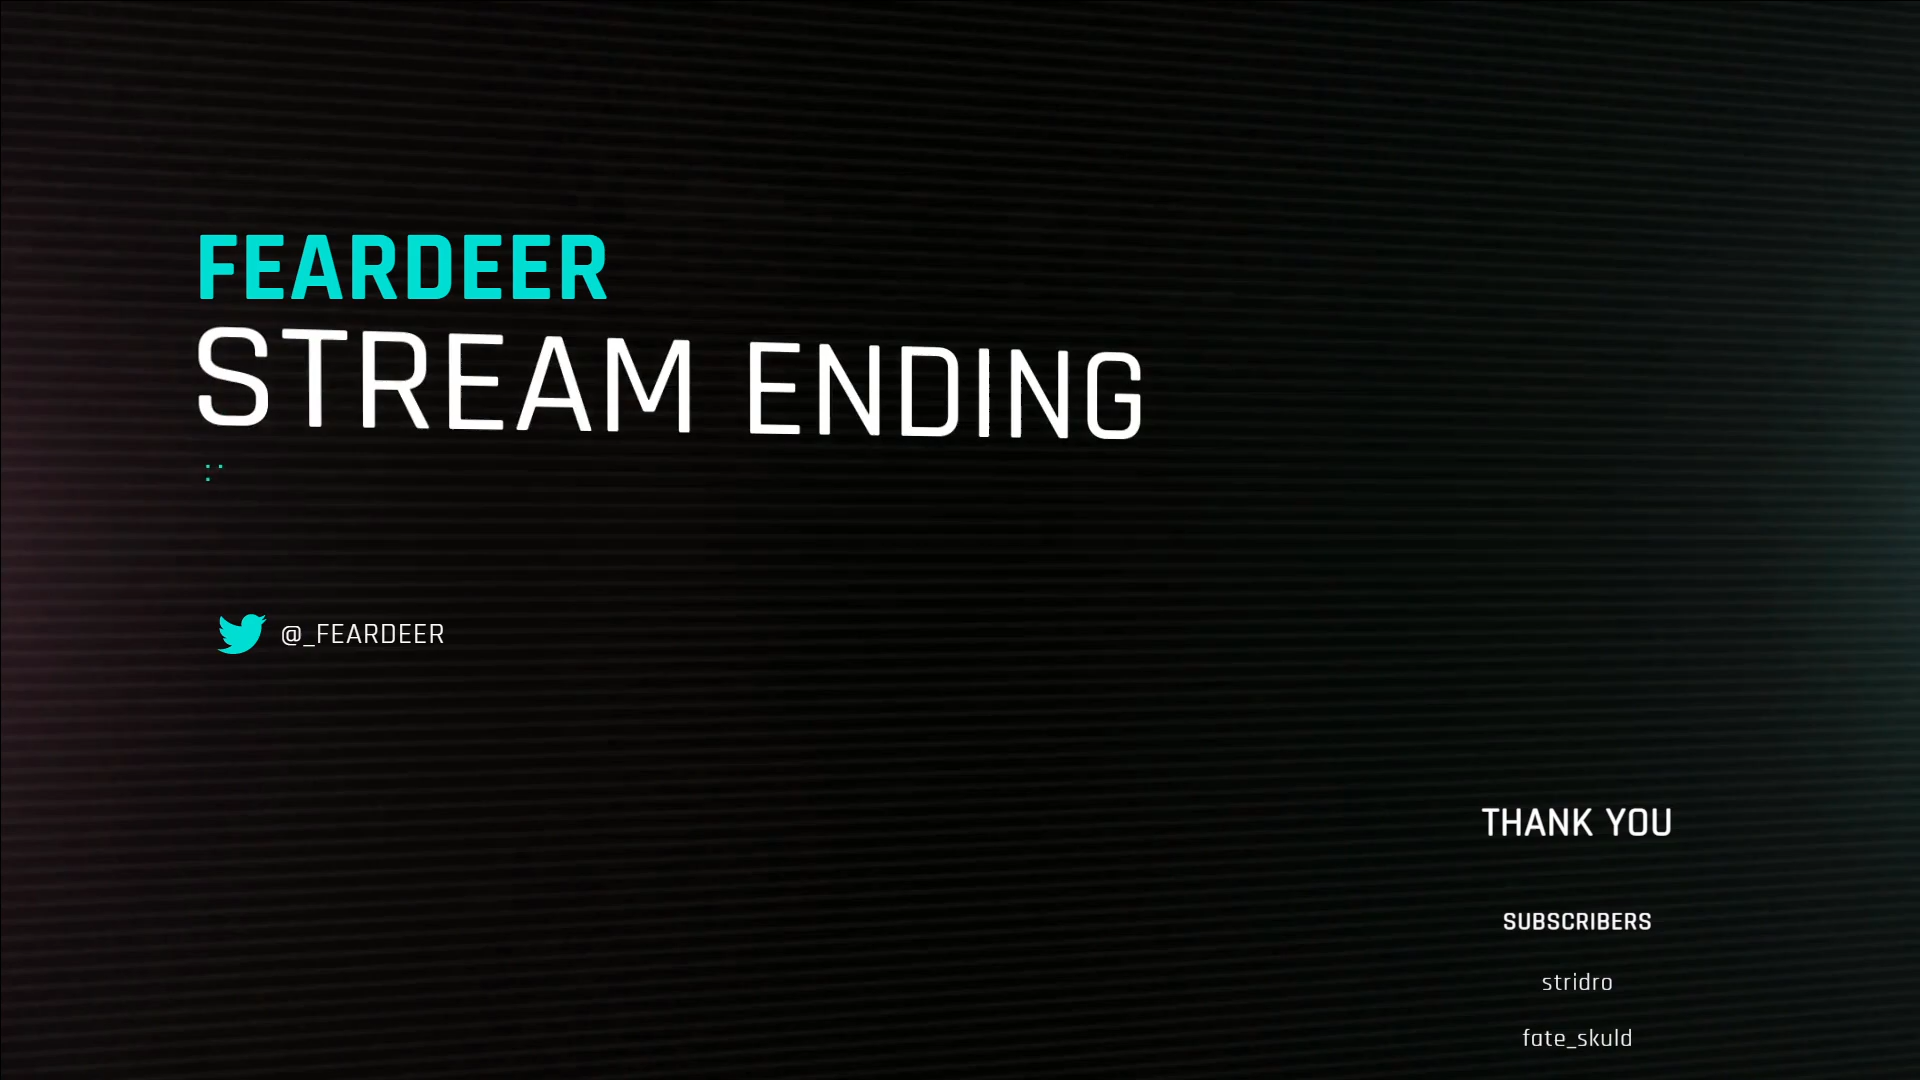 FEARDEER
STREAM ENDING
@_FEARDEER
THANK YOU
SUBSCRIBERS
stridro
fate_skuld